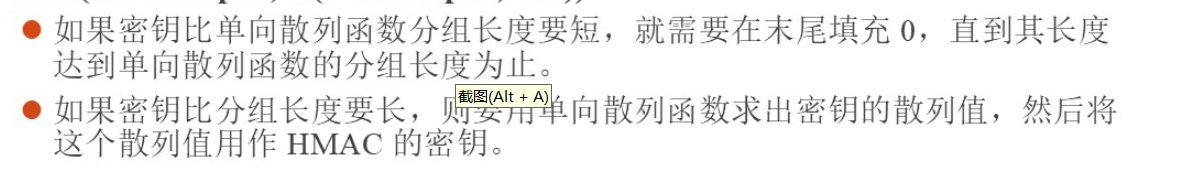 如果密钥比单向散列函数分组长度要短，就需要在末尾填充 0，直到其长度
达到单向散列函数的分组长度为止。
截图(Alt + A)
如果密钥比分组长度要长，则要用单向散列函数求出密钥的散列值，然后将
这个散列值用作 HMAC 的密钥。